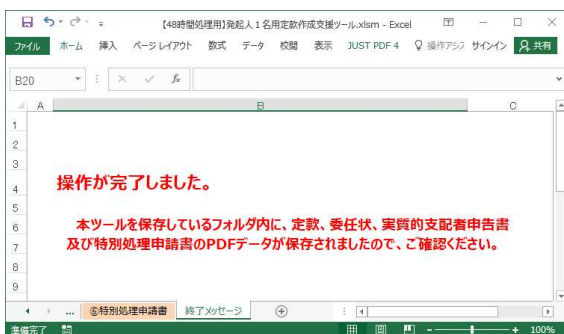 【48時間処理用】発起人１名用定款作成支援ツール.xlsm - Excel
ファイル ホーム 挿入 ページ レイアウト 数式 データ 校閲 表示 JUST PDF 4 操作アシス サインイン 共有
B20 fx
A B C
1
2
3
4 操作が完了しました。
5
6 本ツールを保存しているフォルダ内に、定款、委任状、実質的支配者申告書
7 及び特別処理申請書のPDFデータが保存されましたので、ご確認ください。
8
9
... ⑥特別処理申請書 終了メッセージ
準備完了 100%